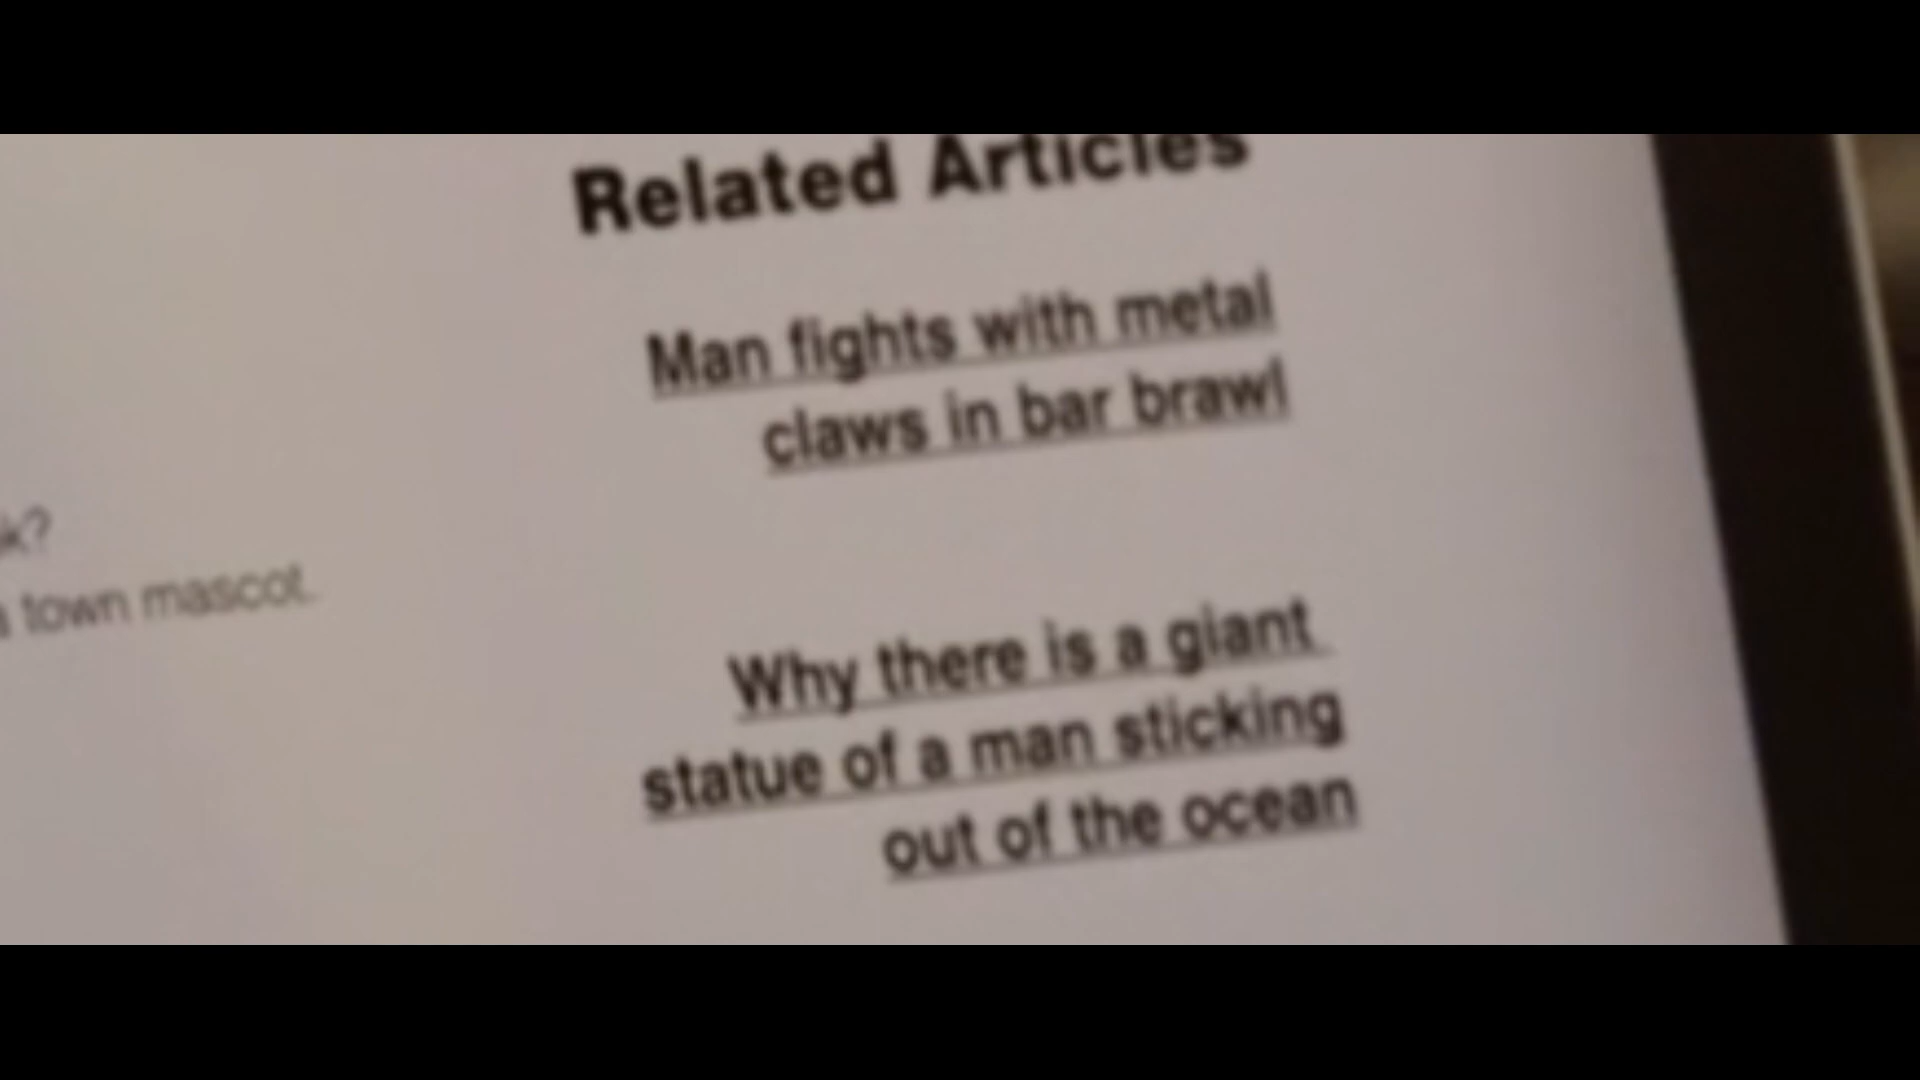 Related Articles
Man fights with metal
claws in bar brawl
k?
town mascot.
Why there is a giant
statue of a man sticking
out of the ocean